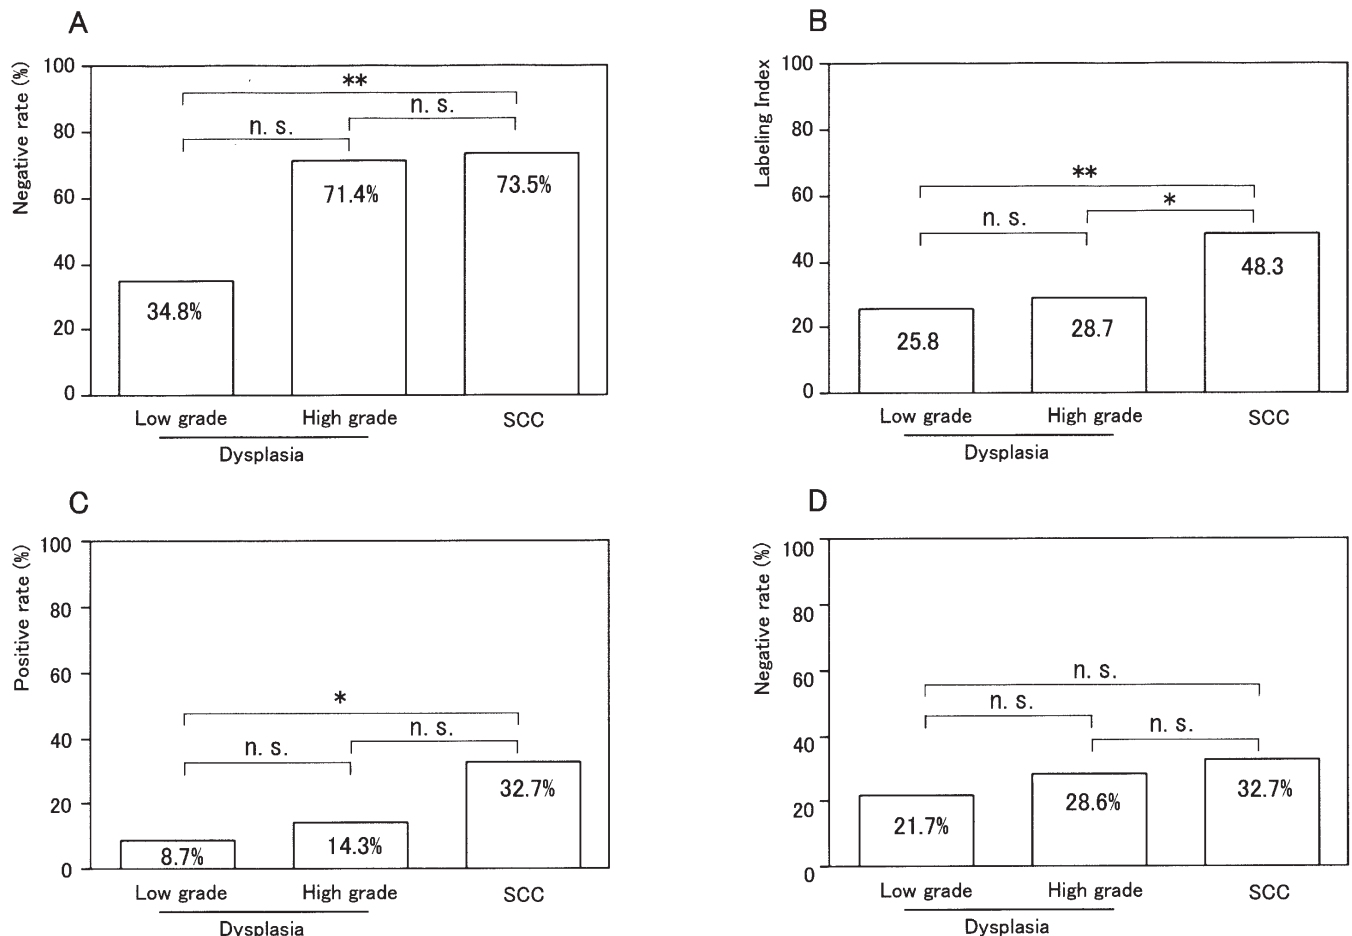 A
Negative rate (%)
100
80
60
40
20
0
**
n. s.
n. s.
34.8%
71.4%
73.5%
Low grade
High grade
SCC
Dysplasia
B
Labeling Index
100
80
60
40
20
0
**
*
n. s.
25.8
28.7
48.3
Low grade
High grade
SCC
Dysplasia
C
Positive rate (%)
100
80
60
40
20
0
*
n. s.
n. s.
8.7%
14.3%
32.7%
Low grade
High grade
SCC
Dysplasia
D
Negative rate (%)
100
80
60
40
20
0
n. s.
n. s.
n. s.
21.7%
28.6%
32.7%
Low grade
High grade
SCC
Dysplasia